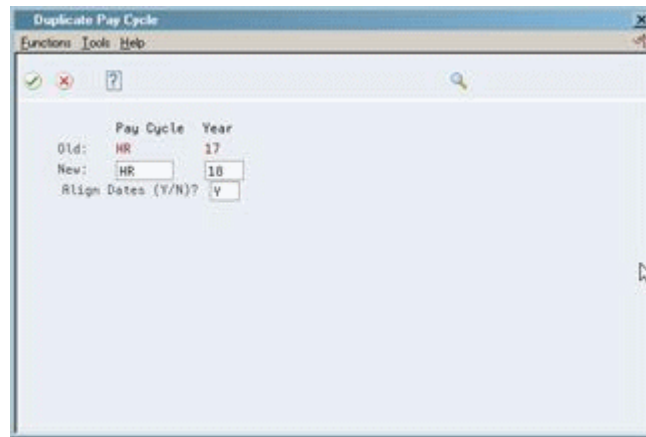 Duplicate Pay Cycle
Functions Tools Help
Pay Cycle Year
Old: HR 17
New: HR 18
Align Dates (Y/N)? Y